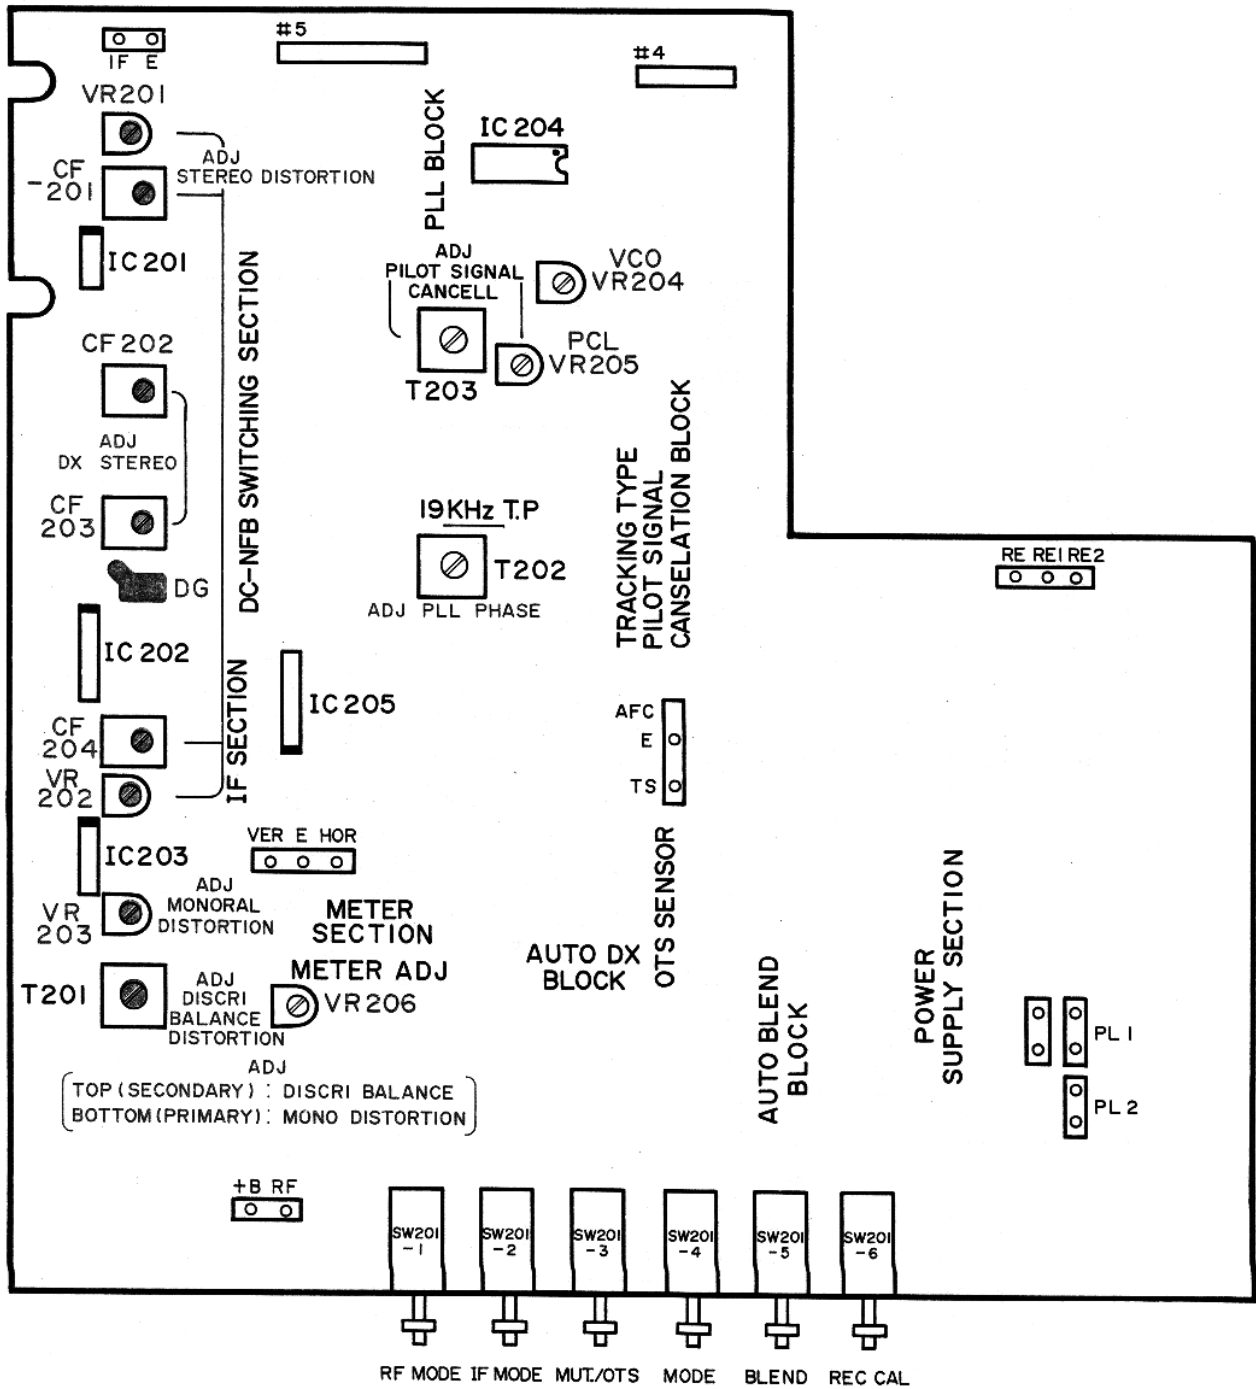 #5
#4
IF E
VR201
IC 204
PLL BLOCK
ADJ
STEREO DISTORTION
CF
-201
IC201
ADJ
PILOT SIGNAL
CANCELL
VCO
VR204
CF202
T203
PCL
VR205
DC-NFB SWITCHING SECTION
ADJ
DX STEREO
CF
203
19KHz T.P
T202
ADJ PLL PHASE
TRACKING TYPE
PILOT SIGNAL
CANSELATION BLOCK
RE RE1 RE2
DG
IC202
IF SECTION
IC205
AFC
E
TS
CF
204
VR
202
IC203
VER E HOR
ADJ
MONORAL
DISTORTION
VR
203
METER
SECTION
METER ADJ
VR206
AUTO DX
BLOCK
OTS SENSOR
AUTO BLEND
BLOCK
POWER
SUPPLY SECTION
T201
ADJ
DISCRI
BALANCE
DISTORTION
PL1
PL2
ADJ
TOP (SECONDARY) : DISCRI BALANCE
BOTTOM (PRIMARY) : MONO DISTORTION
+B RF
SW201
-1
SW201
-2
SW201
-3
SW201
-4
SW201
-5
SW201
-6
RF MODE IF MODE MUT./OTS MODE BLEND REC CAL